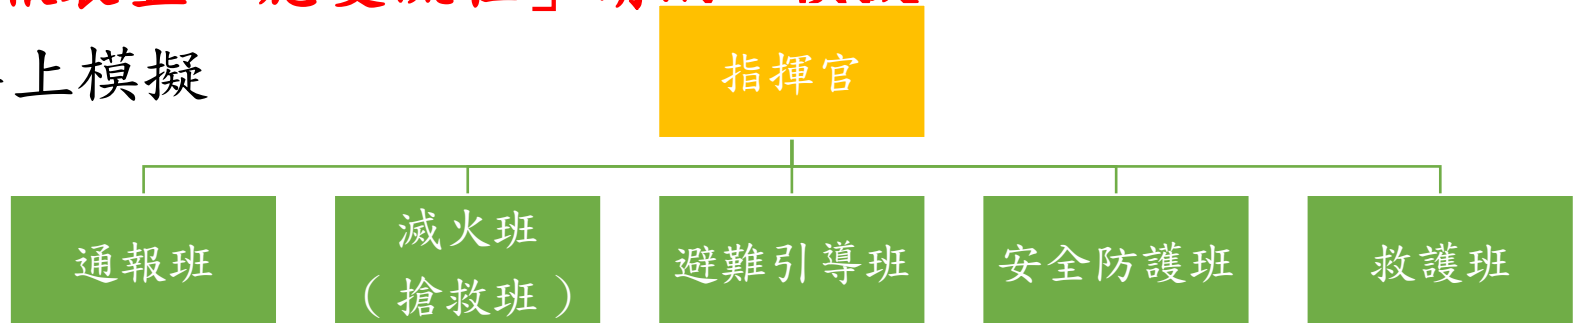 上模擬
指揮官
通報班
滅火班
（搶救班）
避難引導班
安全防護班
救護班